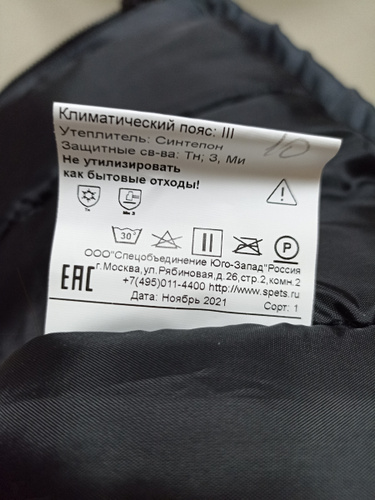 Климатический пояс: III
Утеплитель: Синтепон
Защитные св-ва: Тн; З, Ми
Не утилизировать
как бытовые отходы!
10
Тн
Ми З
30°
P
ООО"Спецобъединение Юго-Запад"Россия
г.Москва,ул.Рябиновая,д.26,стр.2,комн.2
+7(495)011-4400 http://www.spets.ru
EAC
Дата: Ноябрь 2021
Сорт: 1